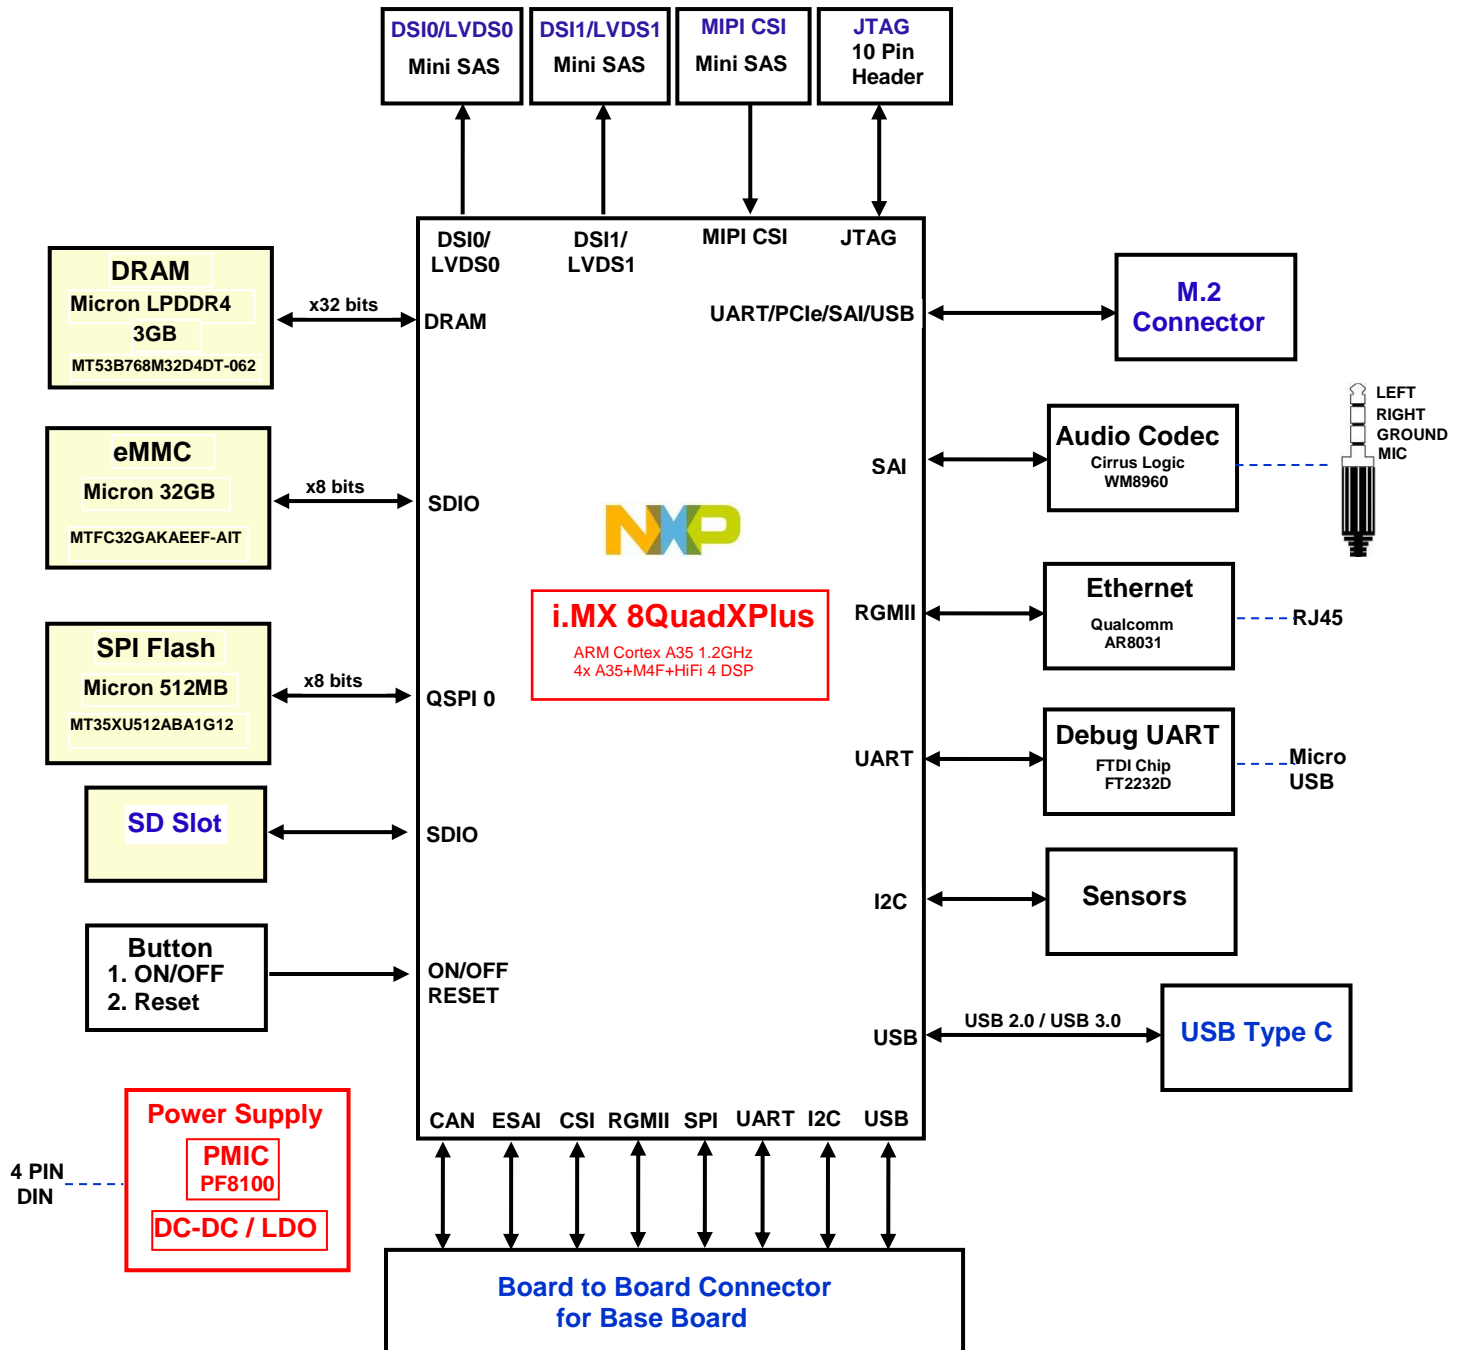 DSI0/LVDS0
Mini SAS
DSI1/LVDS1
Mini SAS
MIPI CSI
Mini SAS
JTAG
10 Pin
Header
DSI0/
LVDS0
DSI1/
LVDS1
MIPI CSI
JTAG
DRAM
Micron LPDDR4
3GB
MT53B768M32D4DT-062
x32 bits
DRAM
UART/PCIe/SAI/USB
M.2
Connector
eMMC
Micron 32GB
MTFC32GAKAEEF-AIT
x8 bits
SDIO
SAI
Audio Codec
Cirrus Logic
WM8960
LEFT
RIGHT
GROUND
MIC
NXP
i.MX 8QuadXPlus
ARM Cortex A35 1.2GHz
4x A35+M4F+HiFi 4 DSP
RGMII
Ethernet
Qualcomm
AR8031
RJ45
SPI Flash
Micron 512MB
MT35XU512ABA1G12
x8 bits
QSPI 0
UART
Debug UART
FTDI Chip
FT2232D
Micro
USB
SD Slot
SDIO
I2C
Sensors
Button
1. ON/OFF
2. Reset
ON/OFF
RESET
USB
USB 2.0 / USB 3.0
USB Type C
4 PIN
DIN
Power Supply
PMIC
PF8100
DC-DC / LDO
CAN ESAI CSI RGMII SPI UART I2C USB
Board to Board Connector
for Base Board